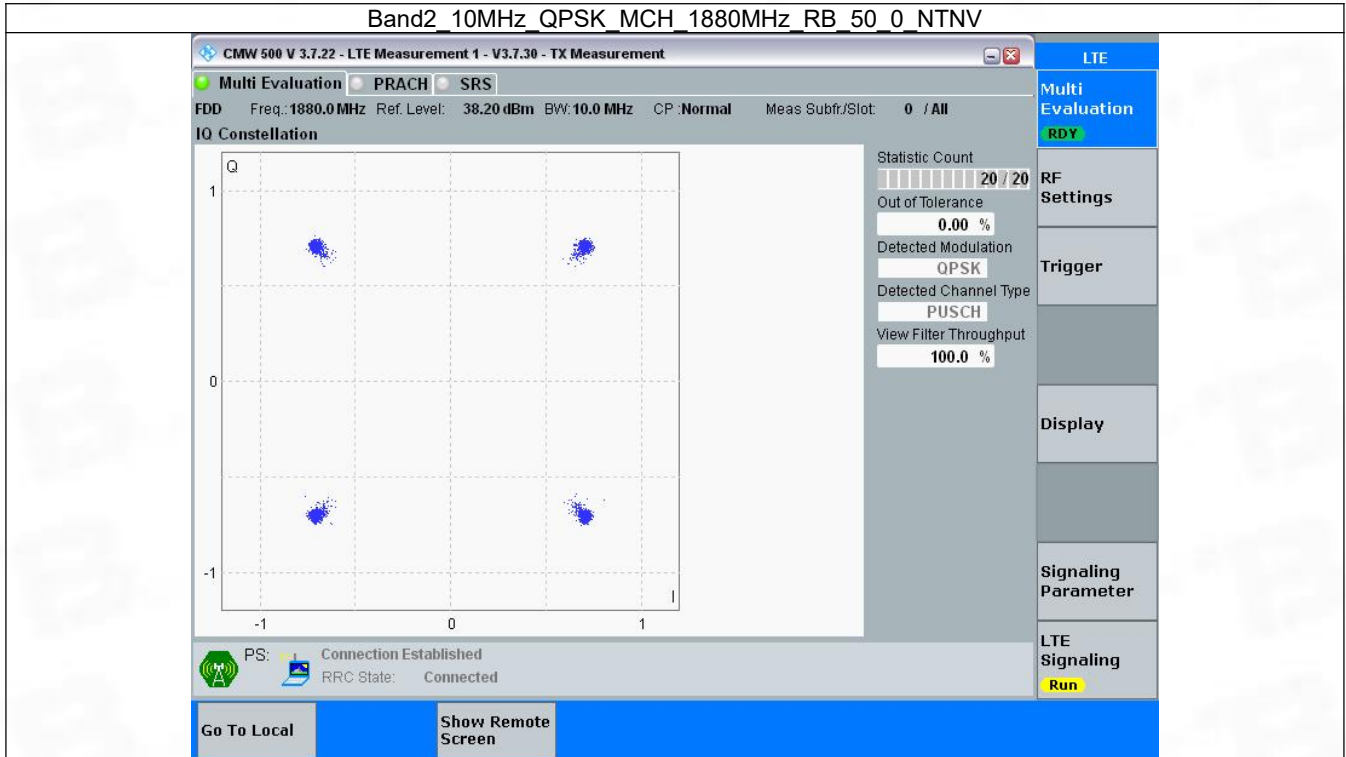 Band2_10MHz_QPSK_MCH_1880MHz_RB_50_0_NTNV
CMW 500 V 3.7.22 - LTE Measurement 1 - V3.7.30 - TX Measurement
LTE
Multi Evaluation PRACH SRS
Multi
Evaluation
RDY
FDD Freq.: 1880.0 MHz Ref. Level: 38.20 dBm BW: 10.0 MHz CP : Normal Meas Subfr./Slot: 0 / All
IQ Constellation
Q
1
0
-1
I
-1 0 1
Statistic Count
20 / 20
Out of Tolerance
0.00 %
Detected Modulation
QPSK
Detected Channel Type
PUSCH
View Filter Throughput
100.0 %
RF
Settings
Trigger
Display
Signaling
Parameter
LTE
Signaling
Run
PS: Connection Established
RRC State: Connected
Go To Local
Show Remote
Screen